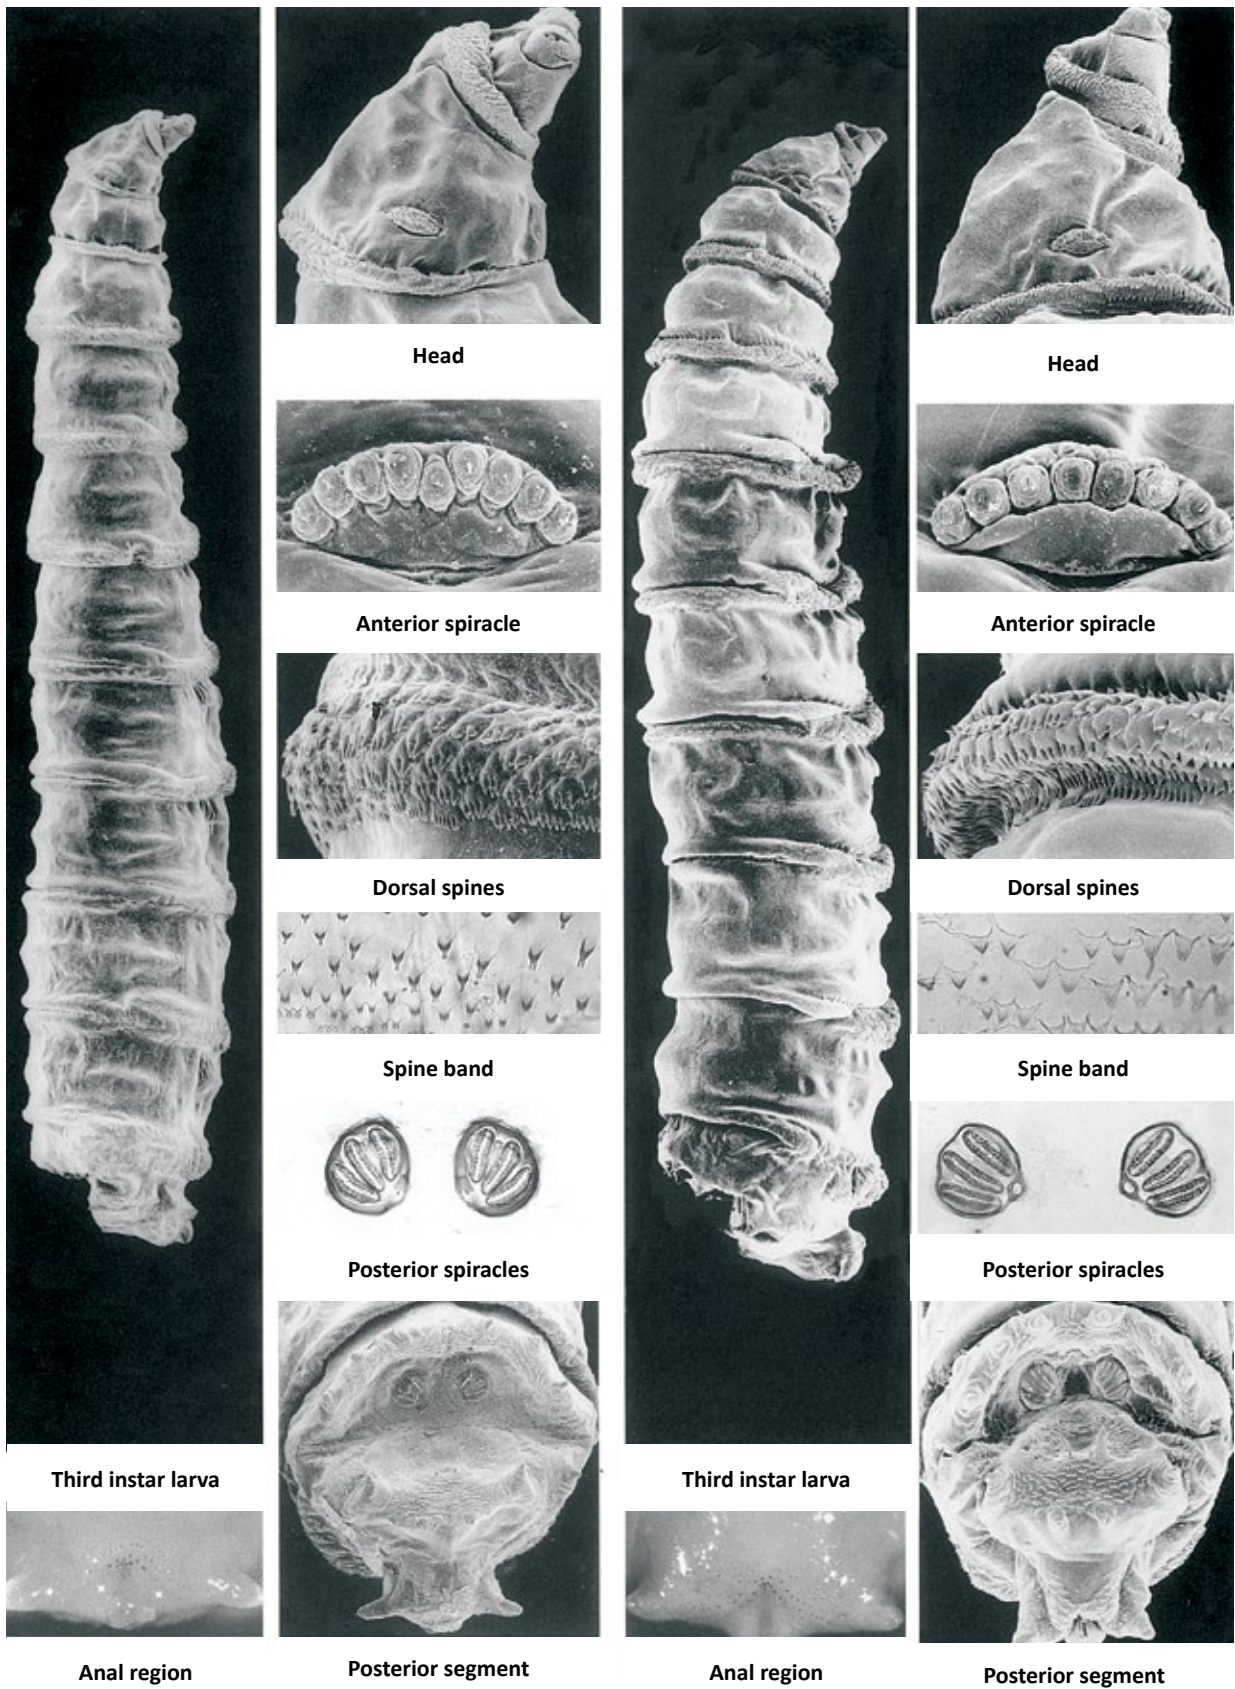 Head
Anterior spiracle
Dorsal spines
Spine band
Posterior spiracles
Third instar larva
Anal region
Posterior segment
Head
Anterior spiracle
Dorsal spines
Spine band
Posterior spiracles
Third instar larva
Anal region
Posterior segment